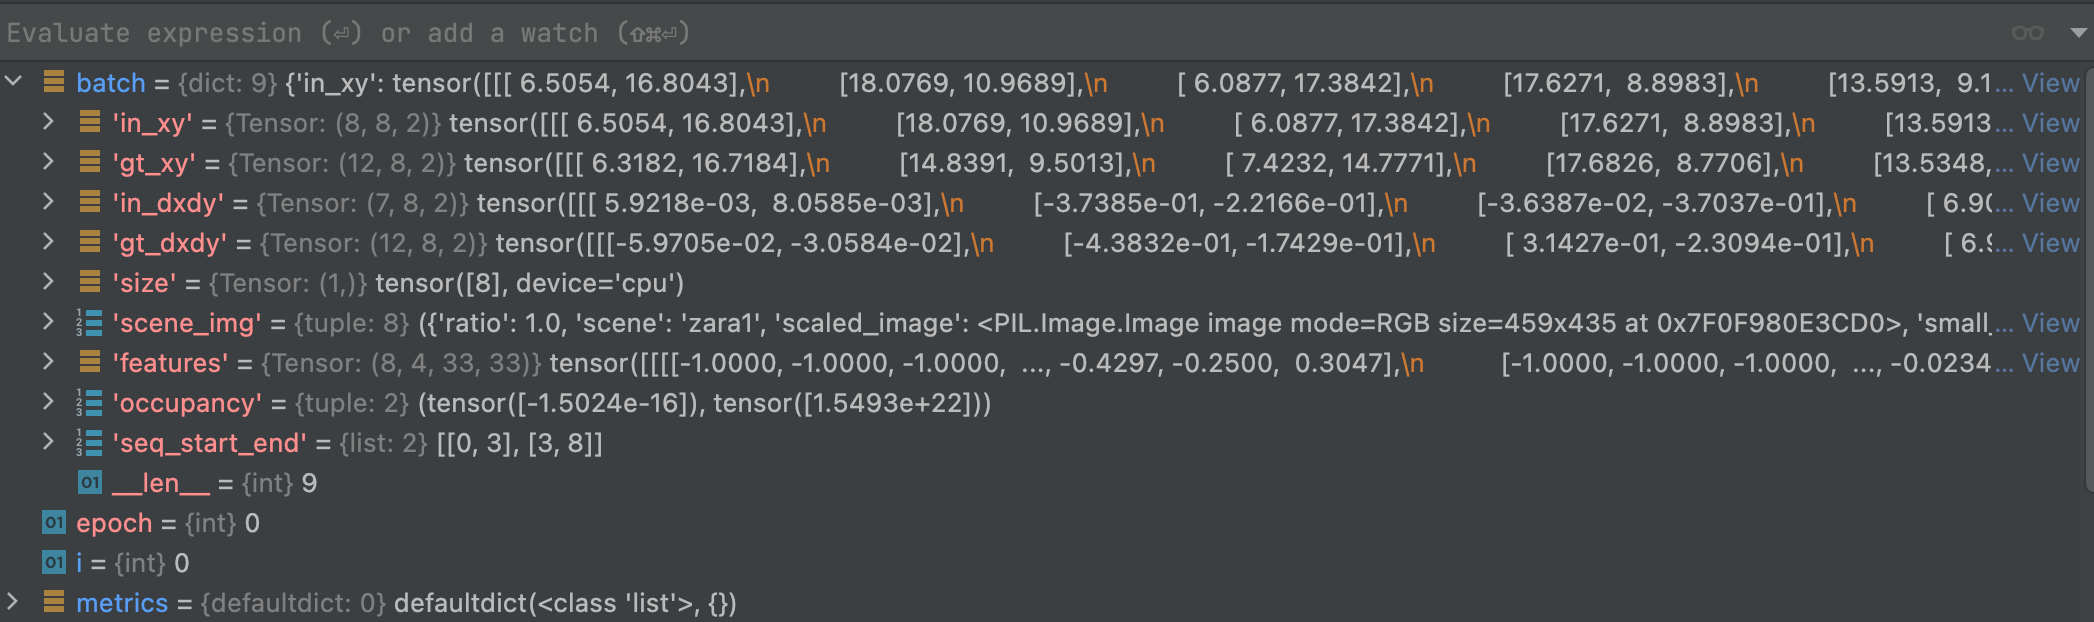 Evaluate expression (⏎) or add a watch (⇧⌘⏎)
batch = {dict: 9} {'in_xy': tensor([[[ 6.5054, 16.8043],\n [18.0769, 10.9689],\n [ 6.0877, 17.3842],\n [17.6271, 8.8983],\n [13.5913, 9.1... View
'in_xy' = {Tensor: (8, 8, 2)} tensor([[[ 6.5054, 16.8043],\n [18.0769, 10.9689],\n [ 6.0877, 17.3842],\n [17.6271, 8.8983],\n [13.5913... View
'gt_xy' = {Tensor: (12, 8, 2)} tensor([[[ 6.3182, 16.7184],\n [14.8391, 9.5013],\n [ 7.4232, 14.7771],\n [17.6826, 8.7706],\n [13.5348,... View
'in_dxdy' = {Tensor: (7, 8, 2)} tensor([[[ 5.9218e-03, 8.0585e-03],\n [-3.7385e-01, -2.2166e-01],\n [-3.6387e-02, -3.7037e-01],\n [ 6.9... View
'gt_dxdy' = {Tensor: (12, 8, 2)} tensor([[[-5.9705e-02, -3.0584e-02],\n [-4.3832e-01, -1.7429e-01],\n [ 3.1427e-01, -2.3094e-01],\n [ 6.... View
'size' = {Tensor: (1,)} tensor([8], device='cpu')
'scene_img' = {tuple: 8} ({'ratio': 1.0, 'scene': 'zara1', 'scaled_image': <PIL.Image.Image image mode=RGB size=459x435 at 0x7F0F980E3CD0>, 'small_... View
'features' = {Tensor: (8, 4, 33, 33)} tensor([[[[-1.0000, -1.0000, -1.0000, ..., -0.4297, -0.2500, 0.3047],\n [-1.0000, -1.0000, -1.0000, ..., -0.0234... View
'occupancy' = {tuple: 2} (tensor([-1.5024e-16]), tensor([1.5493e+22]))
'seq_start_end' = {list: 2} [[0, 3], [3, 8]]
__len__ = {int} 9
epoch = {int} 0
i = {int} 0
metrics = {defaultdict: 0} defaultdict(<class 'list'>, {})